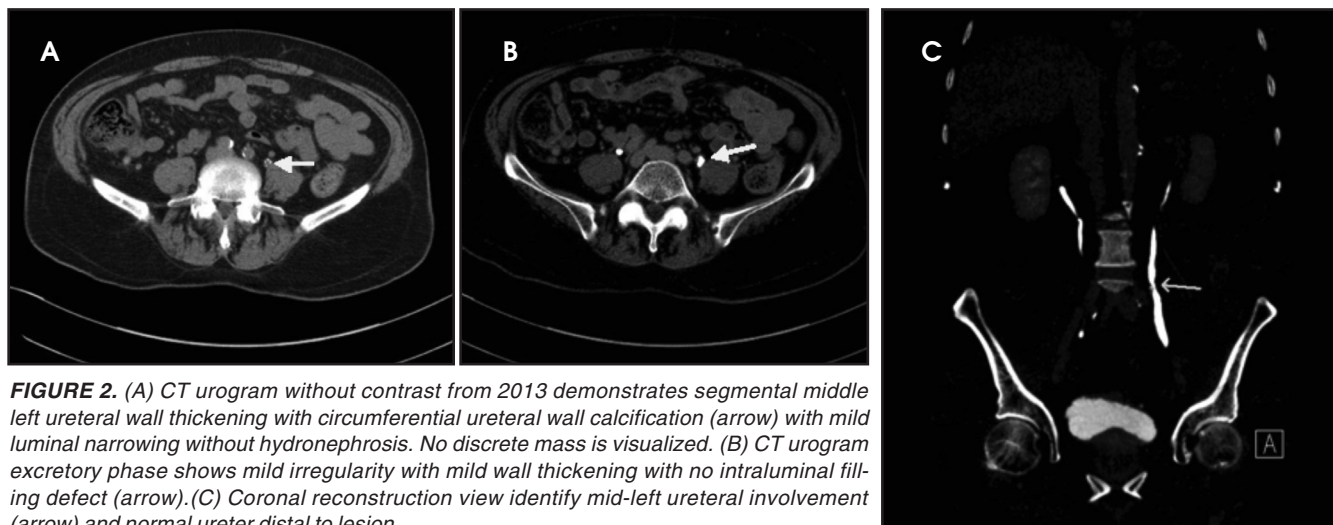 A
B
C
A
FIGURE 2. (A) CT urogram without contrast from 2013 demonstrates segmental middle
left ureteral wall thickening with circumferential ureteral wall calcification (arrow) with mild
luminal narrowing without hydronephrosis. No discrete mass is visualized. (B) CT urogram
excretory phase shows mild irregularity with mild wall thickening with no intraluminal fill-
ing defect (arrow).(C) Coronal reconstruction view identify mid-left ureteral involvement
(arrow) and normal ureter distal to lesion.